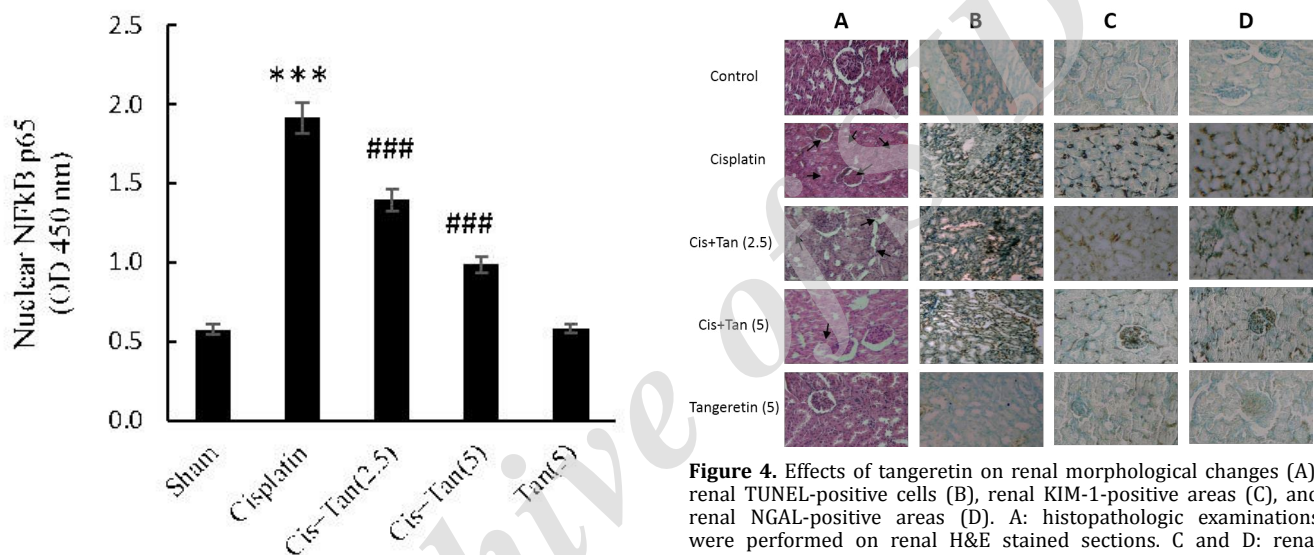 Nuclear NFkB p65
(OD 450 nm)
2.5
2.0
1.5
1.0
0.5
0.0
***
###
###
Sham
Cisplatin
Cis-Tan(2.5)
Cis-Tan(5)
Tan(5)
A B C D
Control
Cisplatin
Cis+Tan (2.5)
Cis+Tan (5)
Tangeretin (5)
Figure 4. Effects of tangeretin on renal morphological changes (A)
renal TUNEL-positive cells (B), renal KIM-1-positive areas (C), and
renal NGAL-positive areas (D). A: histopathologic examinations
were performed on renal H&E stained sections. C and D: renal